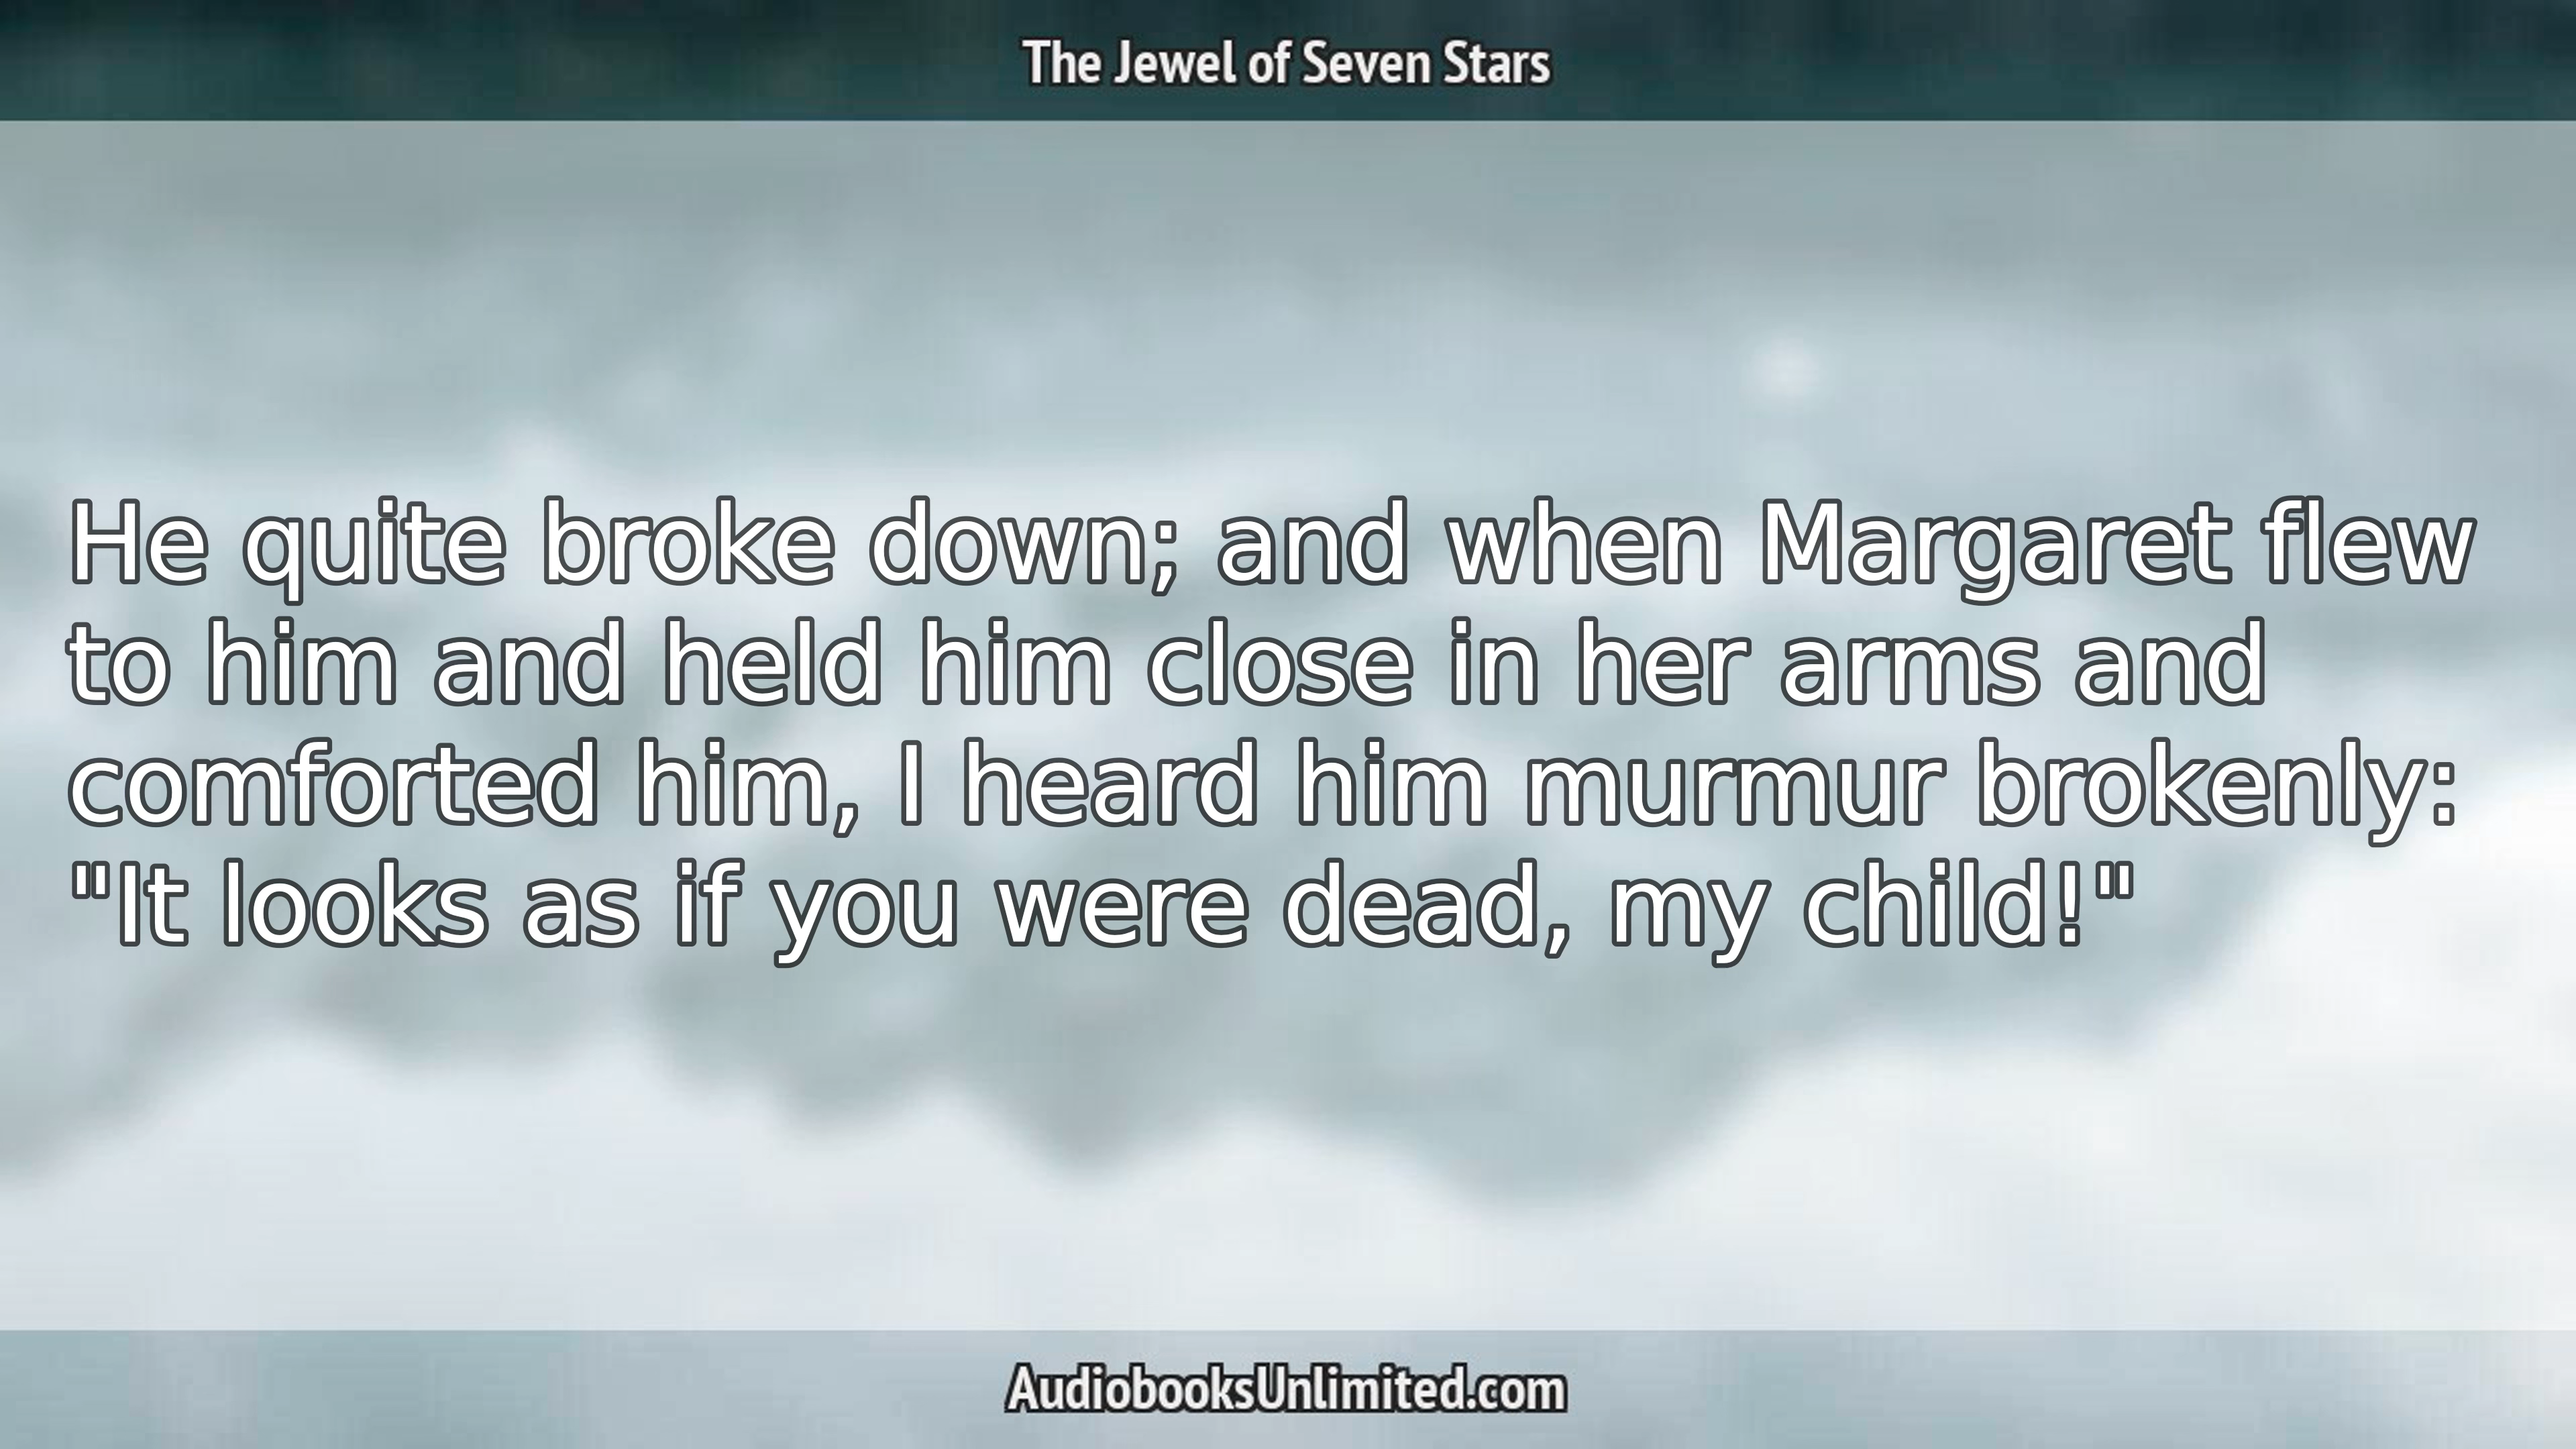 The Jewel of Seven Stars
He quite broke down; and when Margaret flew
to him and held him close in her arms and
comforted him, I heard him murmur brokenly:
"It looks as if you were dead, my child!"
AudiobooksUnlimited.com